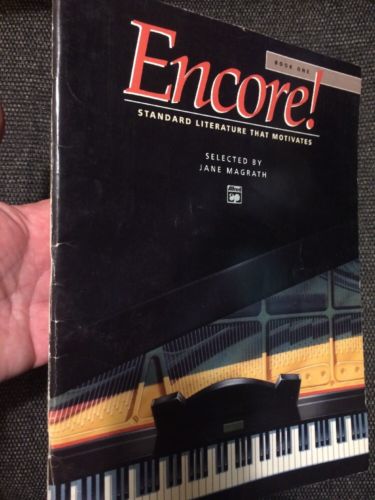 BOOK ONE
Encore!
STANDARD LITERATURE THAT MOTIVATES
SELECTED BY
JANE MAGRATH